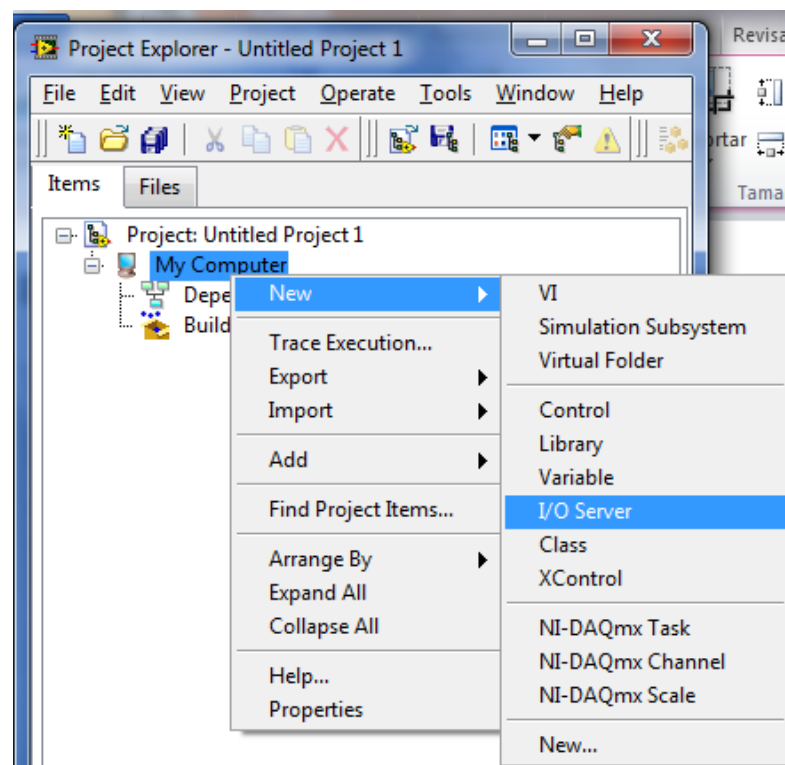 Project Explorer - Untitled Project 1
Revisa
File Edit View Project Operate Tools Window Help
rtar
Items Files
Tama
Project: Untitled Project 1
My Computer
Depe
Build
New
Trace Execution...
Export
Import
Add
Find Project Items...
Arrange By
Expand All
Collapse All
Help...
Properties
VI
Simulation Subsystem
Virtual Folder
Control
Library
Variable
I/O Server
Class
XControl
NI-DAQmx Task
NI-DAQmx Channel
NI-DAQmx Scale
New...